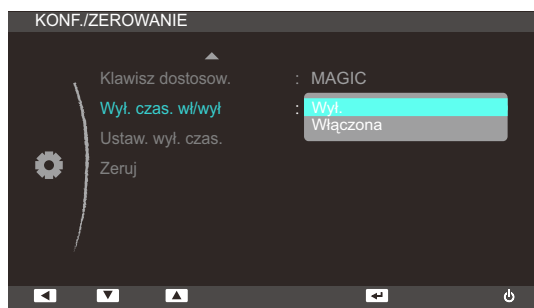 KONF./ZEROWANIE
Klawisz dostosow. : MAGIC
Wył. czas. wł/wył : Wył.
Włączona
Ustaw. wył. czas.
Zeruj